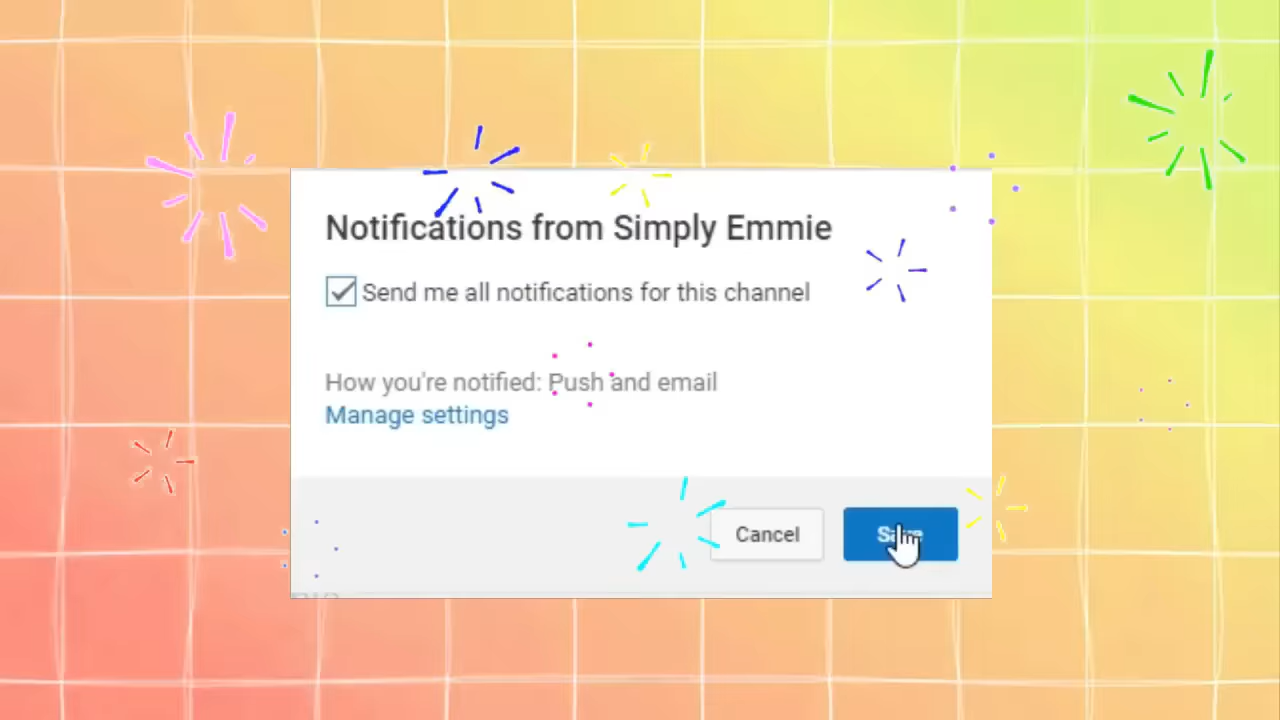 Notifications from Simply Emmie
Send me all notifications for this channel
How you're notified: Push and email
Manage settings
Cancel
Save